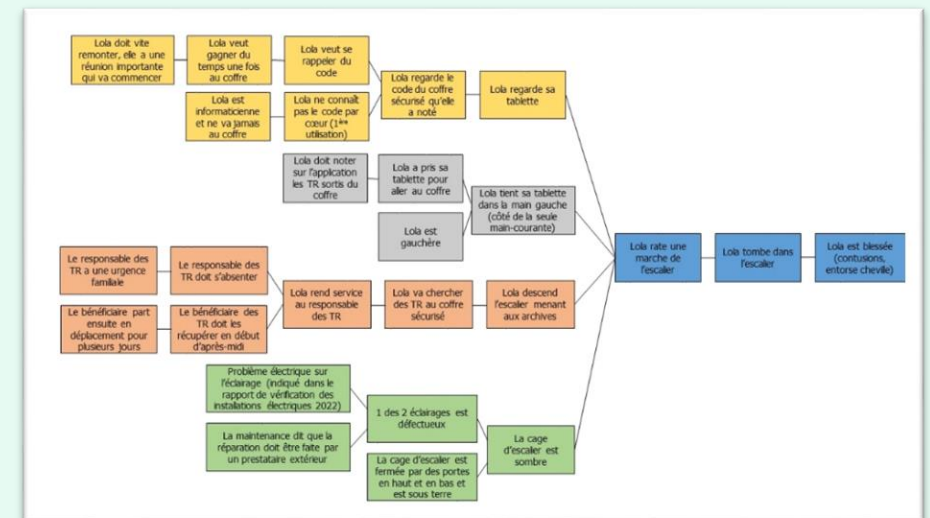 Lola doit vite
remonter, elle a une
réunion importante
qui va commencer
Lola veut
gagner du
temps une fois
au coffre
Lola veut se
rappeler du
code
Lola est
informaticienne
et ne va jamais
au coffre
Lola ne connaît
pas le code par
cœur (1ère
utilisation)
Lola regarde le
code du coffre
sécurisé qu'elle
a noté
Lola regarde sa
tablette
Lola doit noter
sur l'application
les TR sortis du
coffre
Lola a pris sa
tablette pour
aller au coffre
Lola est
gauchère
Lola tient sa tablette
dans la main gauche
(côté de la seule
main-courante)
Le responsable des
TR a une urgence
familiale
Le responsable des
TR doit s'absenter
Le bénéficiaire part
ensuite en
déplacement pour
plusieurs jours
Le bénéficiaire des
TR doit les
récupérer en début
d'après-midi
Lola rend service
au responsable
des TR
Lola va chercher
des TR au coffre
sécurisé
Lola descend
l'escalier menant
aux archives
Problème électrique sur
l'éclairage (indiqué dans le
rapport de vérification des
installations électriques 2022)
La maintenance dit que la
réparation doit être faite par
un prestataire extérieur
1 des 2 éclairages est
défectueux
La cage d'escalier est
fermée par des portes
en haut et en bas et
est sous terre
La cage
d'escalier est
sombre
Lola rate une
marche de
l'escalier
Lola tombe dans
l'escalier
Lola est blessée
(contusions,
entorse cheville)